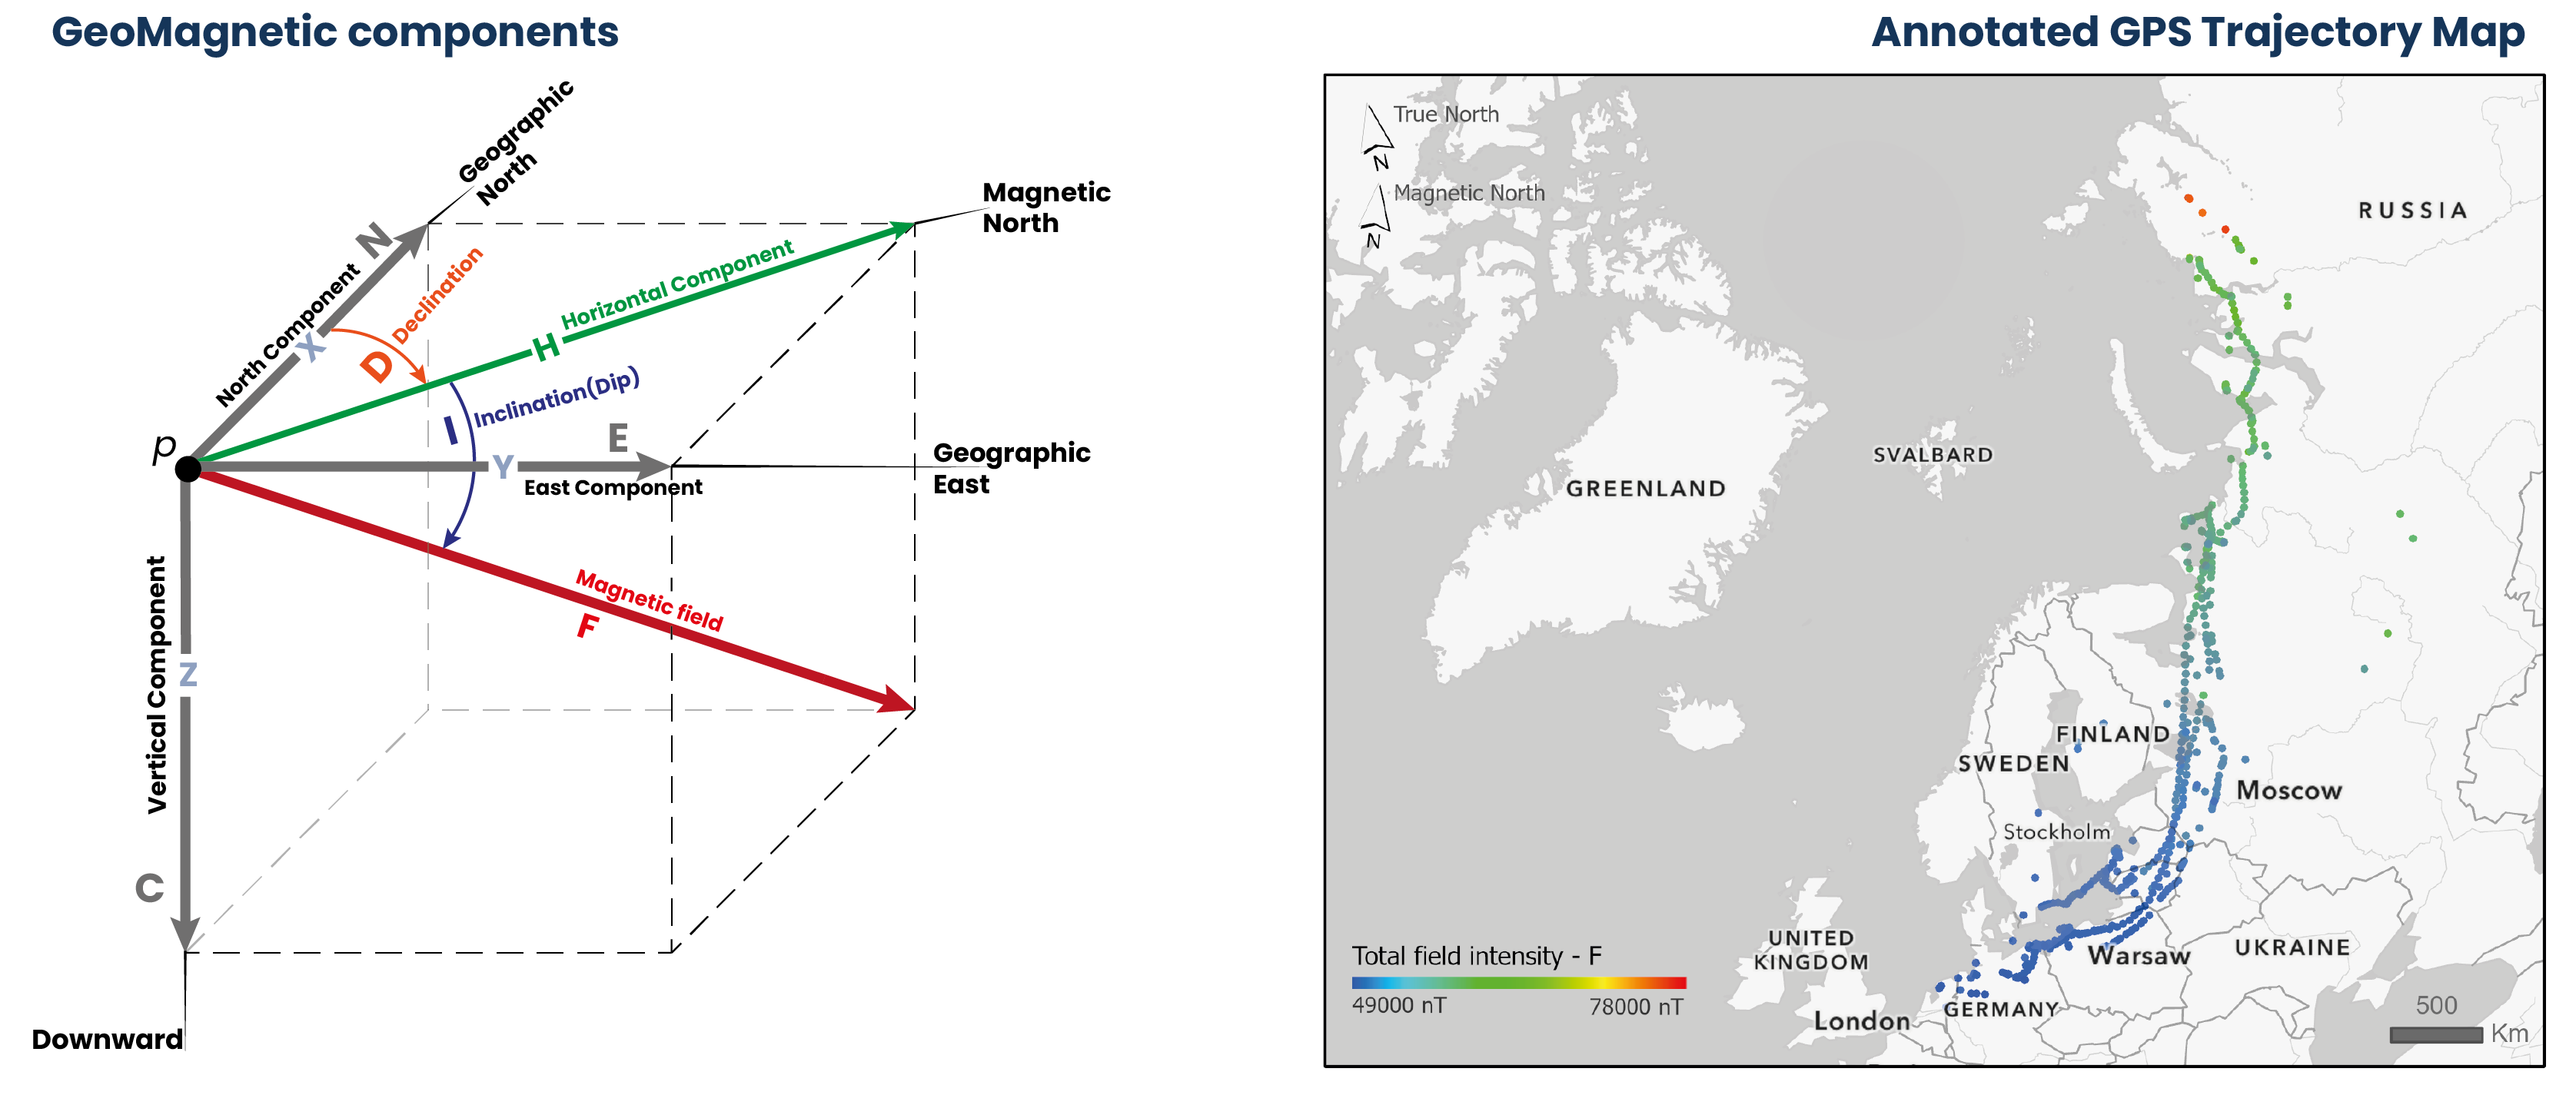 GeoMagnetic components
Geographic
North
Magnetic
North
N
North Component
X
D
Declination
H
Horizontal Component
I
Inclination(Dip)
p
E
Y
East Component
Geographic
East
Magnetic field
F
Vertical Component
Z
C
Downward
Annotated GPS Trajectory Map
True North
N
Magnetic North
N
RUSSIA
SVALBARD
GREENLAND
FINLAND
SWEDEN
Moscow
Stockholm
UNITED
KINGDOM
Warsaw
UKRAINE
GERMANY
London
Total field intensity - F
49000 nT
78000 nT
500
Km